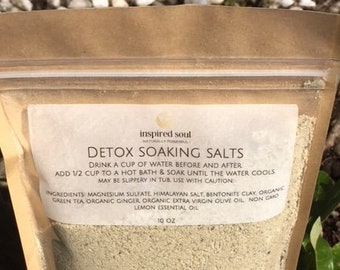 inspired soul
DETOX SOAKING SALTS
DRINK A CUP OF WATER BEFORE AND AFTER.
ADD 1/2 CUP TO A HOT BATH & SOAK UNTIL THE WATER COOLS.
MAY BE SLIPPERY IN TUB, USE WITH CAUTION.
INGREDIENTS: MAGNESIUM SULFATE, HIMALAYAN SALT, BENTONITE CLAY, ORGANIC
GREEN TEA, ORGANIC GINGER, ORGANIC EXTRA VIRGIN OLIVE OIL, NON GMO
LEMON ESSENTIAL OIL
10 OZ